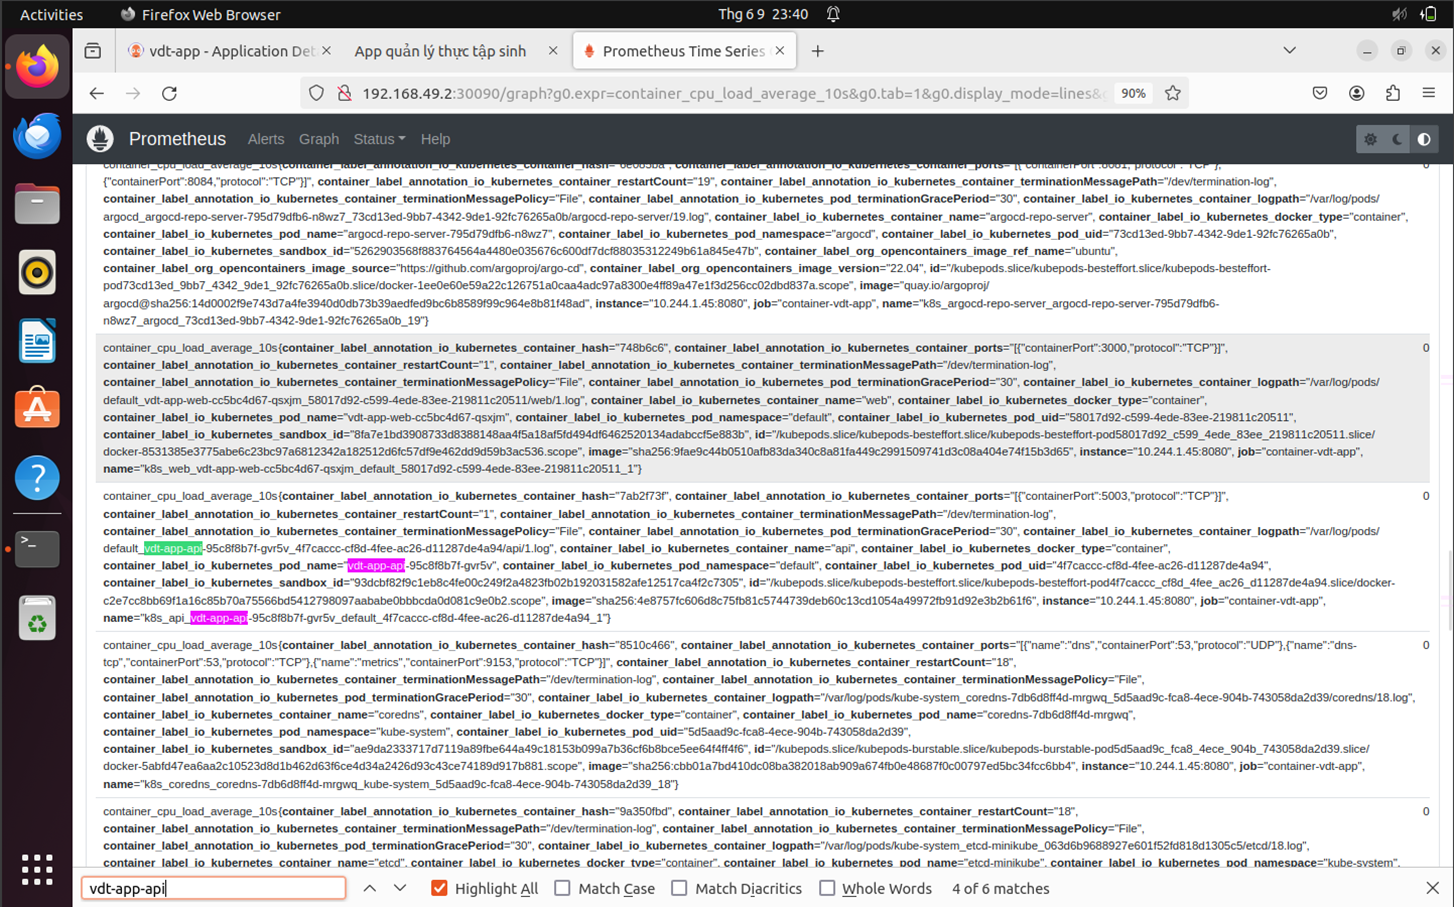 Activities
Firefox Web Browser
Thg 6 9 23:40
vdt-app - Application Det
App quản lý thực tập sinh
Prometheus Time Series
192.168.49.2:30090/graph?g0.expr=container_cpu_load_average_10s&g0.tab=1&g0.display_mode=lines&
90%
Prometheus
Alerts
Graph
Status
Help
{"containerPort":8084,"protocol":"TCP"}]", container_label_annotation_io_kubernetes_container_restartCount="19", container_label_annotation_io_kubernetes_container_terminationMessagePath="/dev/termination-log",
container_label_annotation_io_kubernetes_container_terminationMessagePolicy="File", container_label_annotation_io_kubernetes_pod_terminationGracePeriod="30", container_label_io_kubernetes_container_logpath="/var/log/pods/
argocd_argocd-repo-server-795d79dfb6-n8wz7_73cd13ed-9bb7-4342-9de1-92fc76265a0b/argocd-repo-server/19.log", container_label_io_kubernetes_container_name="argocd-repo-server", container_label_io_kubernetes_docker_type="container",
container_label_io_kubernetes_pod_name="argocd-repo-server-795d79dfb6-n8wz7", container_label_io_kubernetes_pod_namespace="argocd", container_label_io_kubernetes_pod_uid="73cd13ed-9bb7-4342-9de1-92fc76265a0b",
container_label_io_kubernetes_sandbox_id="5262903568f883764564a4480e035676c600df7dcf88035312249b61a845e47b", container_label_org_opencontainers_image_ref_name="ubuntu",
container_label_org_opencontainers_image_source="https://github.com/argoproj/argo-cd", container_label_org_opencontainers_image_version="22.04", id="/kubepods.slice/kubepods-besteffort.slice/kubepods-besteffort-
pod73cd13ed_9bb7_4342_9de1_92fc76265a0b.slice/docker-1ee0e60e59a22c126751a0caa4adc97a8300e4ff89a47e1f3d256cc02dbd837a.scope", image="quay.io/argoproj/
argocd@sha256:14d0002f9e743d7a4fe3940d0db73b39aedfed9bc6b8589f99c964e8b81f48ad", instance="10.244.1.45:8080", job="container-vdt-app", name="k8s_argocd-repo-server_argocd-repo-server-795d79dfb6-
n8wz7_argocd_73cd13ed-9bb7-4342-9de1-92fc76265a0b_19"}
container_cpu_load_average_10s{container_label_annotation_io_kubernetes_container_hash="748b6c6", container_label_annotation_io_kubernetes_container_ports="[{"containerPort":3000,"protocol":"TCP"}]", 0
container_label_annotation_io_kubernetes_container_restartCount="1", container_label_annotation_io_kubernetes_container_terminationMessagePath="/dev/termination-log",
container_label_annotation_io_kubernetes_container_terminationMessagePolicy="File", container_label_annotation_io_kubernetes_pod_terminationGracePeriod="30", container_label_io_kubernetes_container_logpath="/var/log/pods/
default_vdt-app-web-cc5bc4d67-qsxjm_58017d92-c599-4ede-83ee-219811c20511/web/1.log", container_label_io_kubernetes_container_name="web", container_label_io_kubernetes_docker_type="container",
container_label_io_kubernetes_pod_name="vdt-app-web-cc5bc4d67-qsxjm", container_label_io_kubernetes_pod_namespace="default", container_label_io_kubernetes_pod_uid="58017d92-c599-4ede-83ee-219811c20511",
container_label_io_kubernetes_sandbox_id="8fa7e1bd3908733d8388148aa4f5a18af5fd494df6462520134adabccf5e883b", id="/kubepods.slice/kubepods-besteffort.slice/kubepods-besteffort-pod58017d92_c599_4ede_83ee_219811c20511.slice/
docker-8531385e3775abe6c23bc97a6812342a182512d6fc57df9e462dd9d59b3ac536.scope", image="sha256:9fae9c44b0510afb83da340c8a81fa449c2991509741d3c08a404e74f15b3d65", instance="10.244.1.45:8080", job="container-vdt-app",
name="k8s_web_vdt-app-web-cc5bc4d67-qsxjm_default_58017d92-c599-4ede-83ee-219811c20511_1"}
container_cpu_load_average_10s{container_label_annotation_io_kubernetes_container_hash="7ab2f73f", container_label_annotation_io_kubernetes_container_ports="[{"containerPort":5003,"protocol":"TCP"}]", 0
container_label_annotation_io_kubernetes_container_restartCount="1", container_label_annotation_io_kubernetes_container_terminationMessagePath="/dev/termination-log",
container_label_annotation_io_kubernetes_container_terminationMessagePolicy="File", container_label_annotation_io_kubernetes_pod_terminationGracePeriod="30", container_label_io_kubernetes_container_logpath="/var/log/pods/
default_vdt-app-api-95c8f8b7f-gvr5v_4f7caccc-cf8d-4fee-ac26-d11287de4a94/api/1.log", container_label_io_kubernetes_container_name="api", container_label_io_kubernetes_docker_type="container",
container_label_io_kubernetes_pod_name="vdt-app-api-95c8f8b7f-gvr5v", container_label_io_kubernetes_pod_namespace="default", container_label_io_kubernetes_pod_uid="4f7caccc-cf8d-4fee-ac26-d11287de4a94",
container_label_io_kubernetes_sandbox_id="93dcbf82f9c1eb8c4fe00c249f2a4823fb02b192031582afe12517ca4f2c7305", id="/kubepods.slice/kubepods-besteffort.slice/kubepods-besteffort-pod4f7caccc_cf8d_4fee_ac26_d11287de4a94.slice/docker-
c2e7cc8bb69f1a16c85b70a75566bd5412798097aababe0bbbcda0d081c9e0b2.scope", image="sha256:4e8757fc606d8c75fb81c5744739deb60c13cd1054a49972fb91d92e3b2b61f6", instance="10.244.1.45:8080", job="container-vdt-app",
name="k8s_api_vdt-app-api-95c8f8b7f-gvr5v_default_4f7caccc-cf8d-4fee-ac26-d11287de4a94_1"}
container_cpu_load_average_10s{container_label_annotation_io_kubernetes_container_hash="8510c466", container_label_annotation_io_kubernetes_container_ports="[{"name":"dns","containerPort":53,"protocol":"UDP"},{"name":"dns- 0
tcp","containerPort":53,"protocol":"TCP"},{"name":"metrics","containerPort":9153,"protocol":"TCP"}]", container_label_annotation_io_kubernetes_container_restartCount="18",
container_label_annotation_io_kubernetes_container_terminationMessagePath="/dev/termination-log", container_label_annotation_io_kubernetes_container_terminationMessagePolicy="File",
container_label_annotation_io_kubernetes_pod_terminationGracePeriod="30", container_label_io_kubernetes_container_logpath="/var/log/pods/kube-system_coredns-7db6d8ff4d-mrgwq_5d5aad9c-fca8-4ece-904b-743058da2d39/coredns/18.log",
container_label_io_kubernetes_container_name="coredns", container_label_io_kubernetes_docker_type="container", container_label_io_kubernetes_pod_name="coredns-7db6d8ff4d-mrgwq",
container_label_io_kubernetes_pod_namespace="kube-system", container_label_io_kubernetes_pod_uid="5d5aad9c-fca8-4ece-904b-743058da2d39",
container_label_io_kubernetes_sandbox_id="ae9da2333717d7119a89fbe644a49c18153b099a7b36cf6b8bce5ee64f4ff4f6", id="/kubepods.slice/kubepods-burstable.slice/kubepods-burstable-pod5d5aad9c_fca8_4ece_904b_743058da2d39.slice/
docker-5abfd47ea6aa2c10523d8d1b462d63f6ce4d34a2426d93c43ce74189d917b881.scope", image="sha256:cbb01a7bd410dc08ba382018ab909a674fb0e48687f0c00797ed5bc34fcc6bb4", instance="10.244.1.45:8080", job="container-vdt-app",
name="k8s_coredns_coredns-7db6d8ff4d-mrgwq_kube-system_5d5aad9c-fca8-4ece-904b-743058da2d39_18"}
container_cpu_load_average_10s{container_label_annotation_io_kubernetes_container_hash="9a350fbd", container_label_annotation_io_kubernetes_container_restartCount="18", 0
container_label_annotation_io_kubernetes_container_terminationMessagePath="/dev/termination-log", container_label_annotation_io_kubernetes_container_terminationMessagePolicy="File",
container_label_annotation_io_kubernetes_pod_terminationGracePeriod="30", container_label_io_kubernetes_container_logpath="/var/log/pods/kube-system_etcd-minikube_063d6b9688927e601f52fd818d1305c5/etcd/18.log",
container_label_io_kubernetes_container_name="etcd", container_label_io_kubernetes_docker_type="container", container_label_io_kubernetes_pod_name="etcd-minikube", container_label_io_kubernetes_pod_namespace="kube-system",
vdt-app-api
Highlight All
Match Case
Match Diacritics
Whole Words
4 of 6 matches